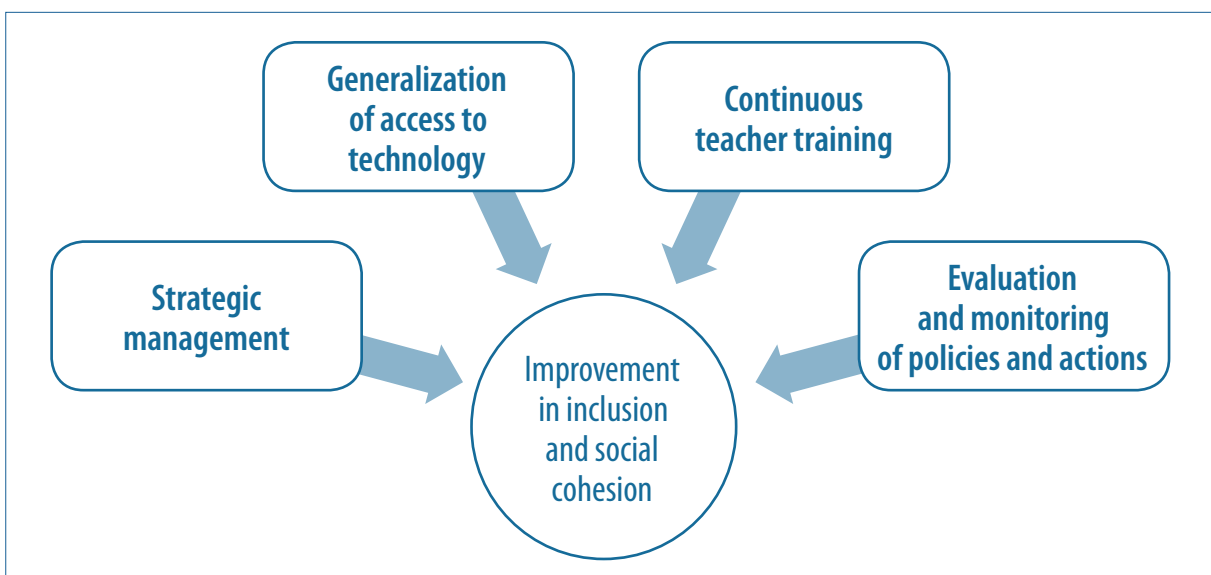 Generalization
of access to
technology
Continuous
teacher training
Strategic
management
Evaluation
and monitoring
of policies and actions
Improvement
in inclusion
and social
cohesion